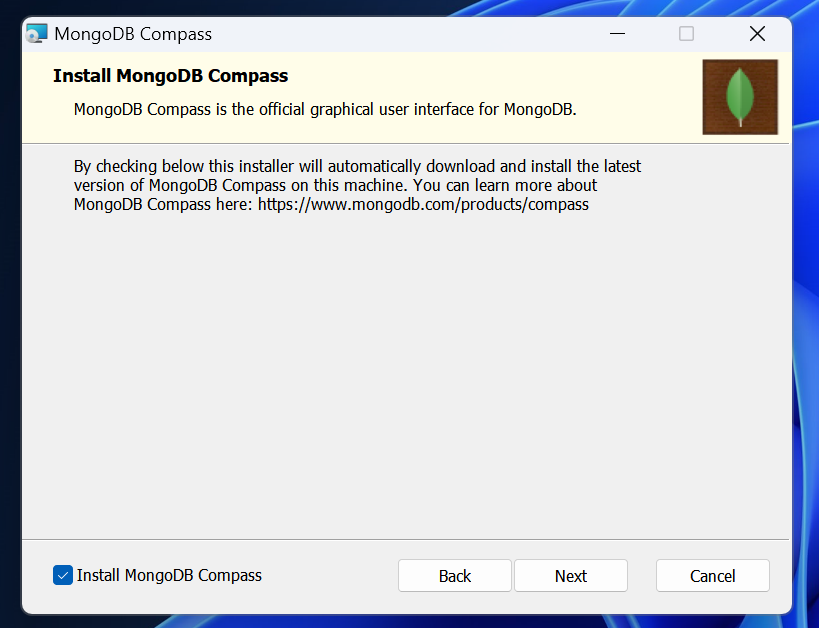 MongoDB Compass
Install MongoDB Compass
MongoDB Compass is the official graphical user interface for MongoDB.
By checking below this installer will automatically download and install the latest
version of MongoDB Compass on this machine. You can learn more about
MongoDB Compass here: https://www.mongodb.com/products/compass
Install MongoDB Compass
Back
Next
Cancel